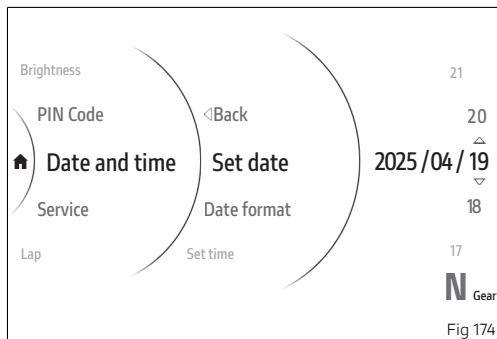 Brightness
21
PIN Code
Back
20
Date and time
Set date
2025/04/19
Service
Date format
18
Lap
Set time
17
N Gear
Fig 174